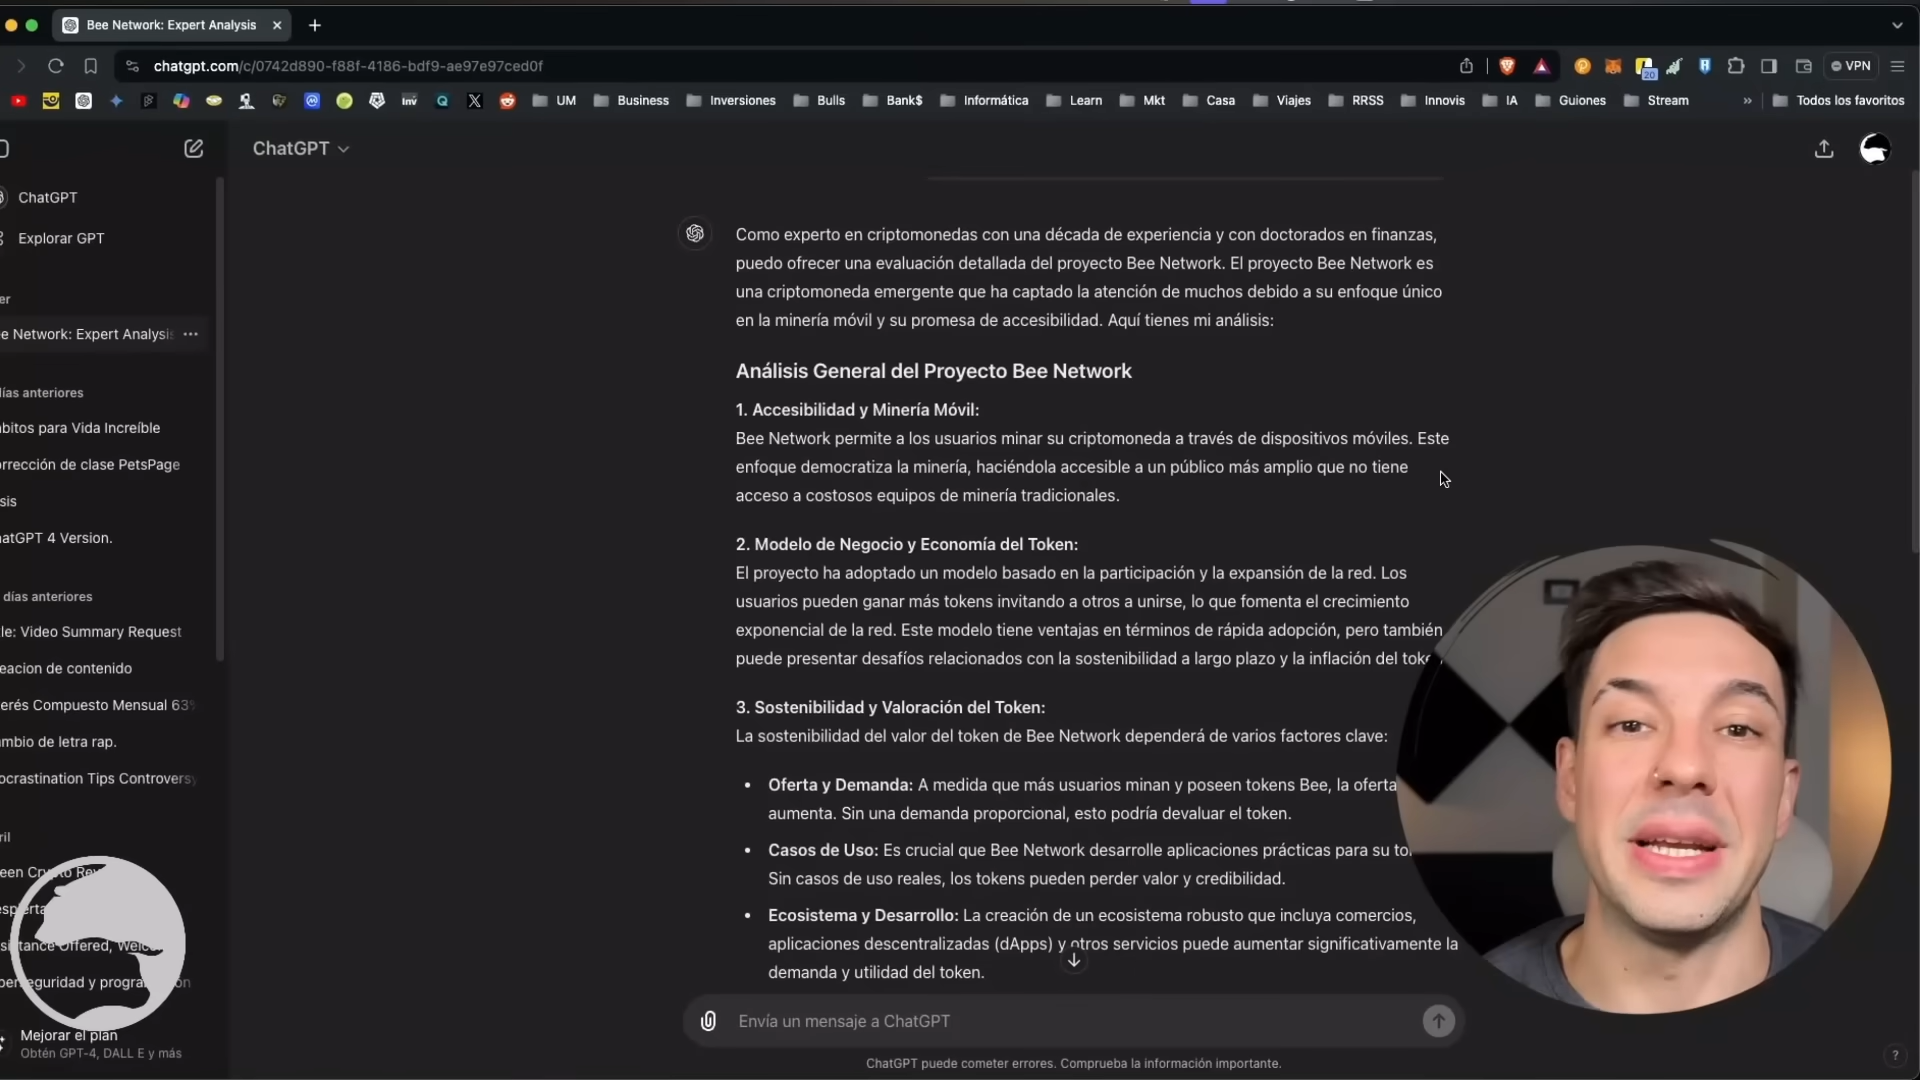 Bee Network: Expert Analysis
chatgpt.com/c/0742d890-f88f-4186-bdf9-ae97e97ced0f
20
VPN
inv
UM
Business
Inversiones
Bulls
Bank$
Informática
Learn
Mkt
Casa
Viajes
RRSS
Innovis
IA
Guiones
Stream
Todos los favoritos
ChatGPT
Explorar GPT
er
e Network: Expert Analysis
días anteriores
bitos para Vida Increíble
rrección de clase PetsPage
sis
atGPT 4 Version.
días anteriores
le: Video Summary Request
eacion de contenido
erés Compuesto Mensual 63%
mbio de letra rap.
ocrastination Tips Controversy
ril
een Crypto Rev
espierta
sistance Offered, Welco
berseguridad y programación
Mejorar el plan
Obtén GPT-4, DALL E y más
ChatGPT
Como experto en criptomonedas con una década de experiencia y con doctorados en finanzas,
puedo ofrecer una evaluación detallada del proyecto Bee Network. El proyecto Bee Network es
una criptomoneda emergente que ha captado la atención de muchos debido a su enfoque único
en la minería móvil y su promesa de accesibilidad. Aquí tienes mi análisis:
Análisis General del Proyecto Bee Network
1. Accesibilidad y Minería Móvil:
Bee Network permite a los usuarios minar su criptomoneda a través de dispositivos móviles. Este
enfoque democratiza la minería, haciéndola accesible a un público más amplio que no tiene
acceso a costosos equipos de minería tradicionales.
2. Modelo de Negocio y Economía del Token:
El proyecto ha adoptado un modelo basado en la participación y la expansión de la red. Los
usuarios pueden ganar más tokens invitando a otros a unirse, lo que fomenta el crecimiento
exponencial de la red. Este modelo tiene ventajas en términos de rápida adopción, pero también
puede presentar desafíos relacionados con la sostenibilidad a largo plazo y la inflación del toke
3. Sostenibilidad y Valoración del Token:
La sostenibilidad del valor del token de Bee Network dependerá de varios factores clave:
• Oferta y Demanda: A medida que más usuarios minan y poseen tokens Bee, la oferta
aumenta. Sin una demanda proporcional, esto podría devaluar el token.
• Casos de Uso: Es crucial que Bee Network desarrolle aplicaciones prácticas para su to
Sin casos de uso reales, los tokens pueden perder valor y credibilidad.
• Ecosistema y Desarrollo: La creación de un ecosistema robusto que incluya comercios,
aplicaciones descentralizadas (dApps) y otros servicios puede aumentar significativamente la
demanda y utilidad del token.
Envía un mensaje a ChatGPT
ChatGPT puede cometer errores. Comprueba la información importante.
?